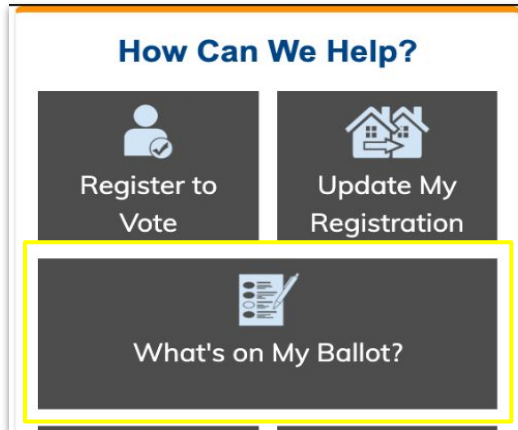 How Can We Help?
Register to
Vote
Update My
Registration
What's on My Ballot?